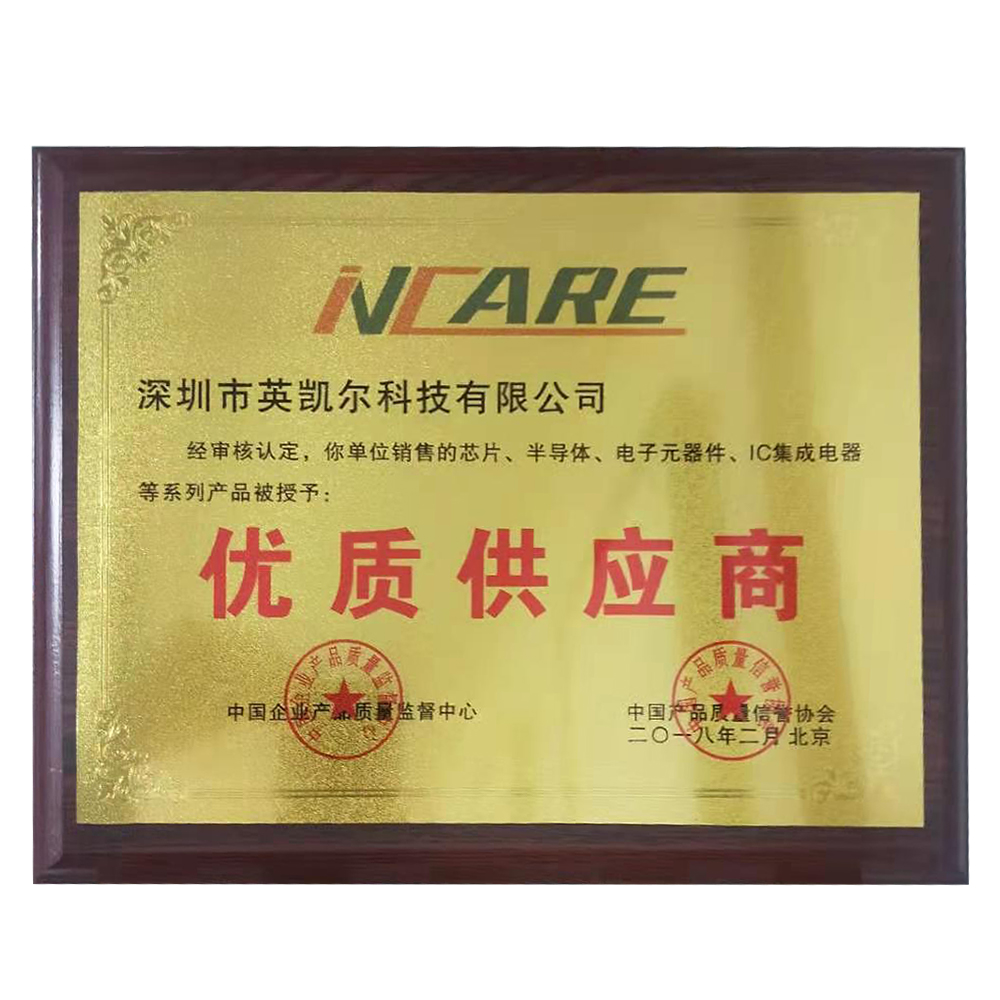 iNCARE
深圳市英凯尔科技有限公司
经审核认定，你单位销售的芯片、半导体、电子元器件、IC集成电器
等系列产品被授予：
优质供应商
中国企业产品质量监督中心
中国产品质量信誉协会
二〇一八年二月 北京